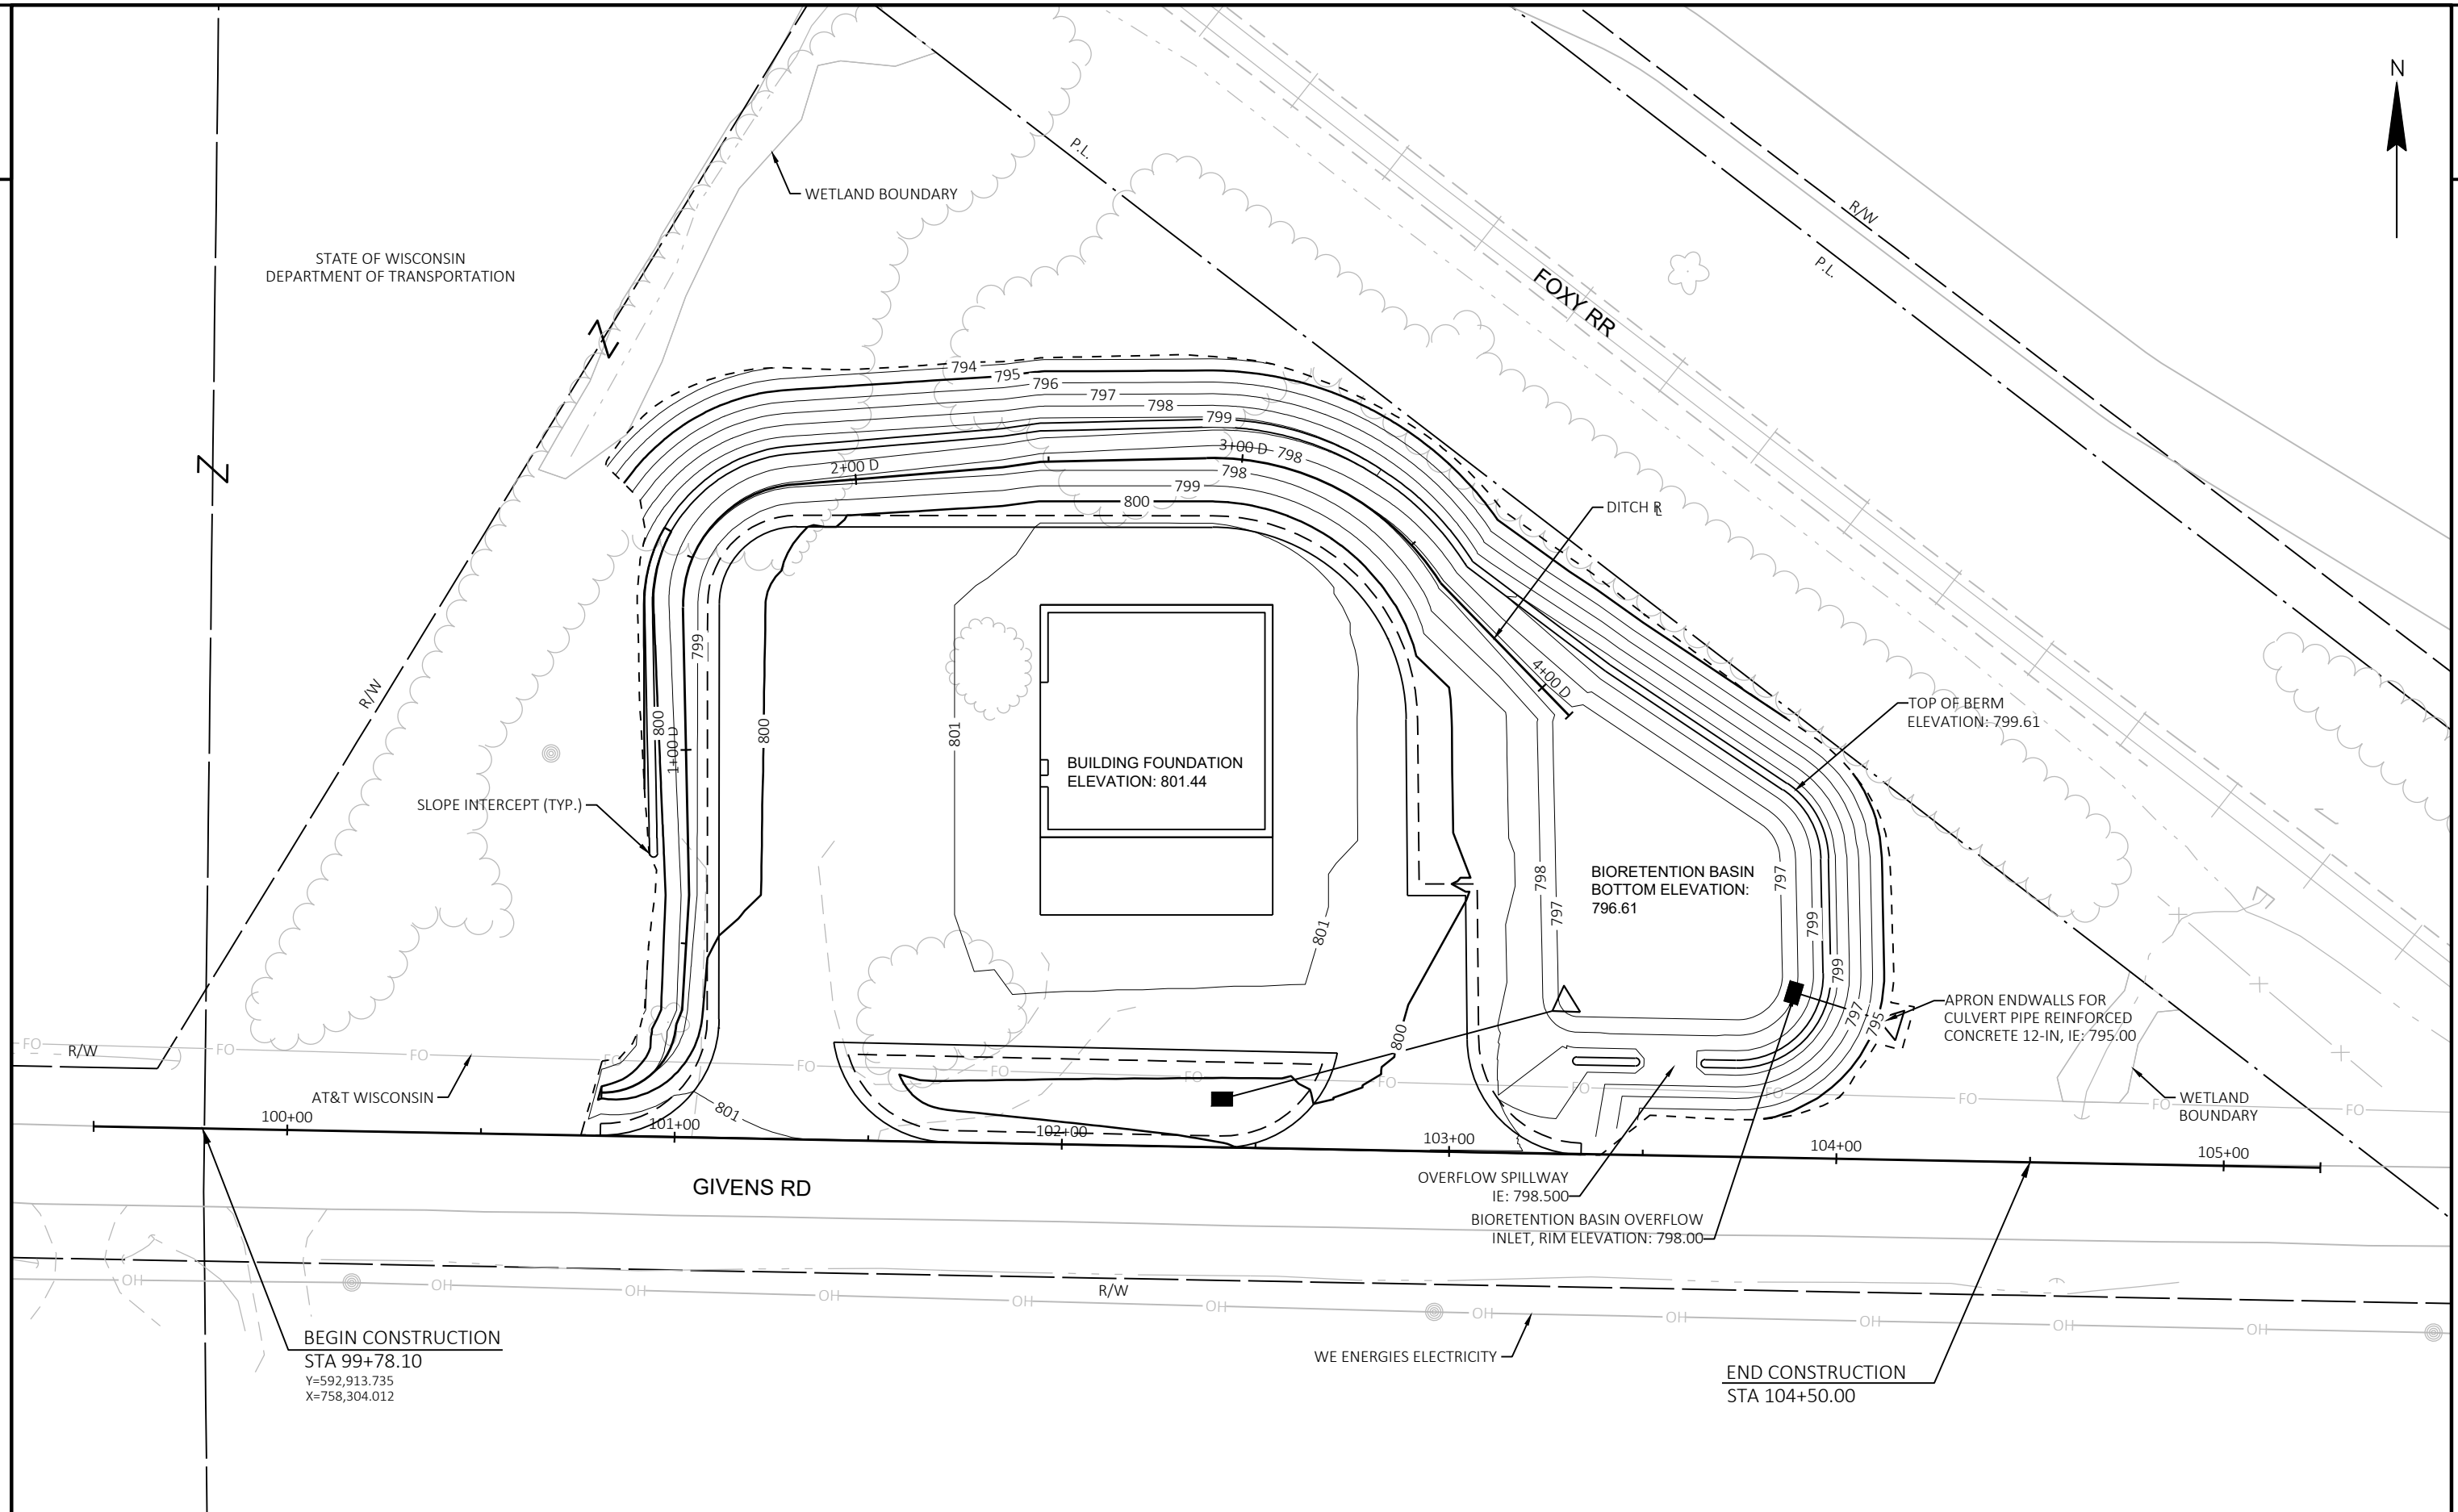 N
P.L.
R/W
P.L.
WETLAND BOUNDARY
STATE OF WISCONSIN
DEPARTMENT OF TRANSPORTATION
FOXY RR
Z
Z
794
795
796
797
798
799
3+00 D
798
2+00 D
798
799
800
DITCH
799
4+00 D
R/W
800
1+00 D
800
801
TOP OF BERM
ELEVATION: 799.61
BUILDING FOUNDATION
ELEVATION: 801.44
SLOPE INTERCEPT (TYP.)
BIORETENTION BASIN
BOTTOM ELEVATION:
796.61
798
797
797
799
799
801
797
795
APRON ENDWALLS FOR
CULVERT PIPE REINFORCED
CONCRETE 12-IN, IE: 795.00
800
FO
R/W
FO
FO
FO
FO
FO
FO
FO
FO
FO
FO
FO
FO
AT&T WISCONSIN
801
WETLAND
BOUNDARY
100+00
101+00
102+00
103+00
104+00
105+00
GIVENS RD
OVERFLOW SPILLWAY
IE: 798.500
BIORETENTION BASIN OVERFLOW
INLET, RIM ELEVATION: 798.00
OH
OH
OH
OH
OH
OH
OH
OH
OH
OH
OH
OH
R/W
BEGIN CONSTRUCTION
STA 99+78.10
Y=592,913.735
X=758,304.012
WE ENERGIES ELECTRICITY
END CONSTRUCTION
STA 104+50.00